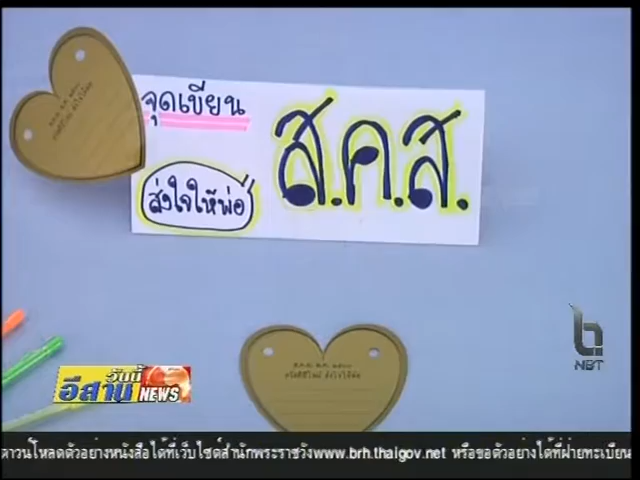 จุดเขียน
ส.ค.ส.
ส่งใจให้พ่อ
NBT
อีสาน
วันนี้
NEWS
ดาวน์โหลดตัวอย่างหนังสือได้ที่เว็บไซต์สำนักพระราชวังwww.brh.thaigov.net หรือขอตัวอย่างได้ที่ฝ่ายทะเบียน